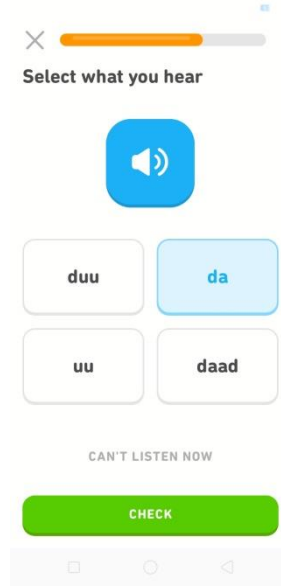 Select what you hear
duu
da
uu
daad
CAN'T LISTEN NOW
CHECK